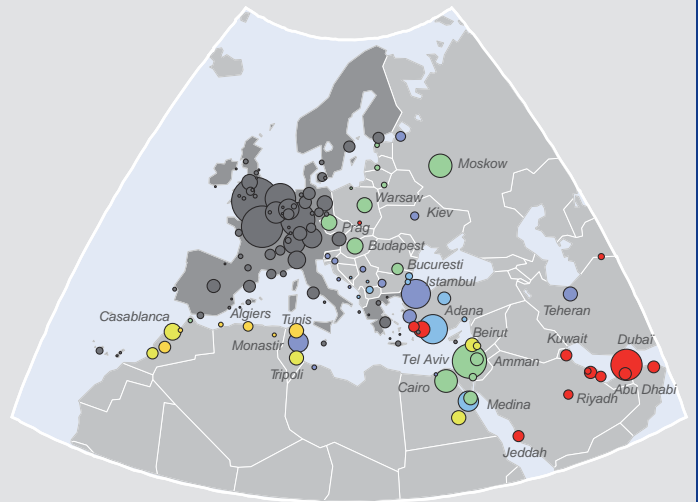 Moskow
Warsaw
Kiev
Prag
Budapest
Bucuresti
Istambul
Teheran
Adana
Algiers
Tunis
Casablanca
Monastir
Beirut
Kuwait
Dubaï
Tel Aviv
Amman
Tripoli
Cairo
Abu Dhabi
Riyadh
Medina
Jeddah